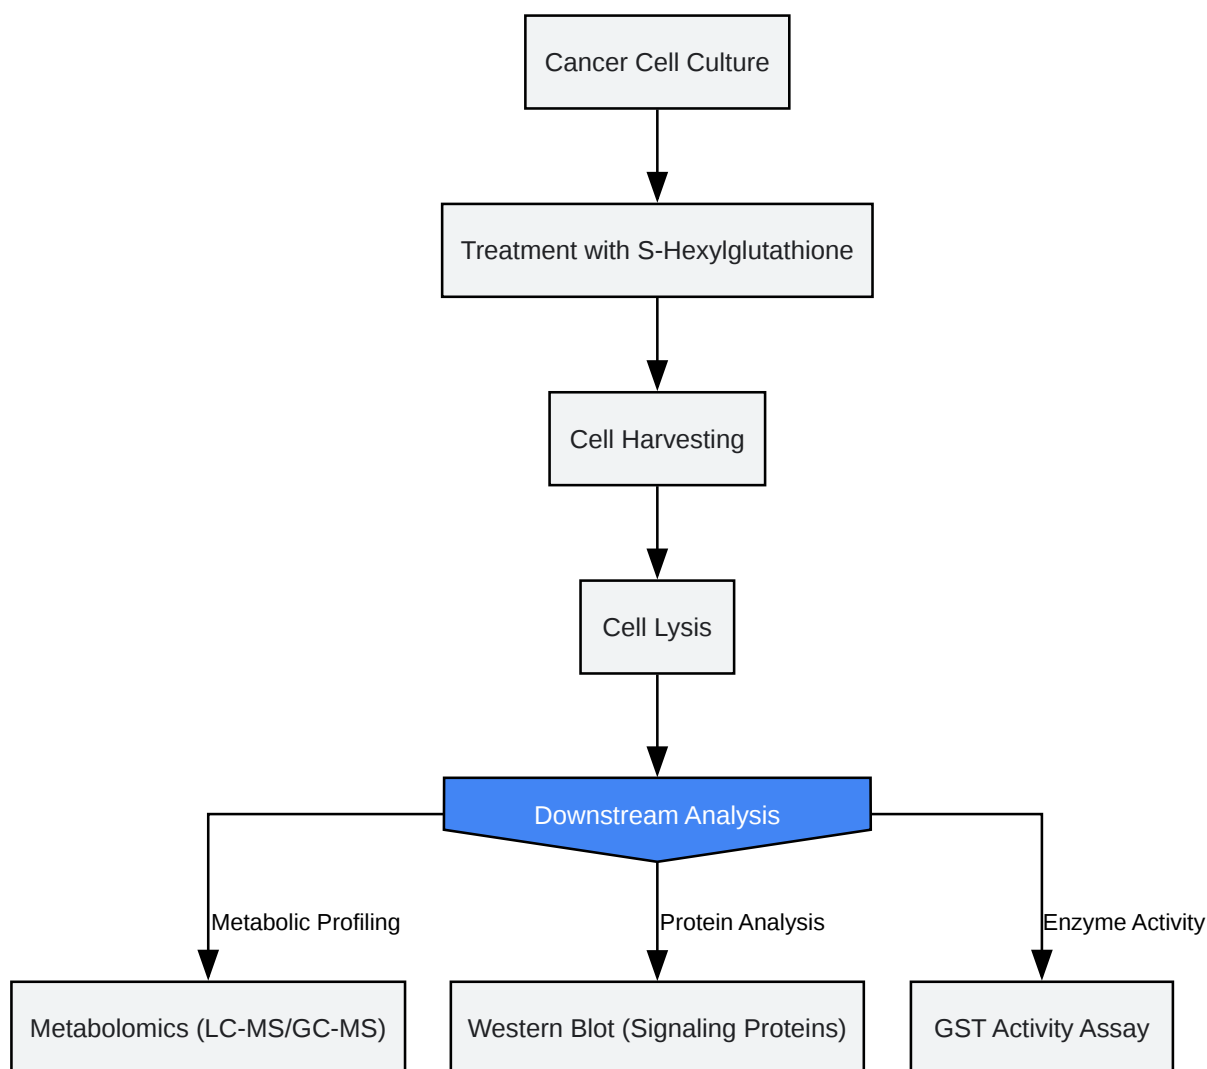 Cancer Cell Culture
Treatment with S-Hexylglutathione
Cell Harvesting
Cell Lysis
Downstream Analysis
Metabolic Profiling
Protein Analysis
Enzyme Activity
Metabolomics (LC-MS/GC-MS)
Western Blot (Signaling Proteins)
GST Activity Assay